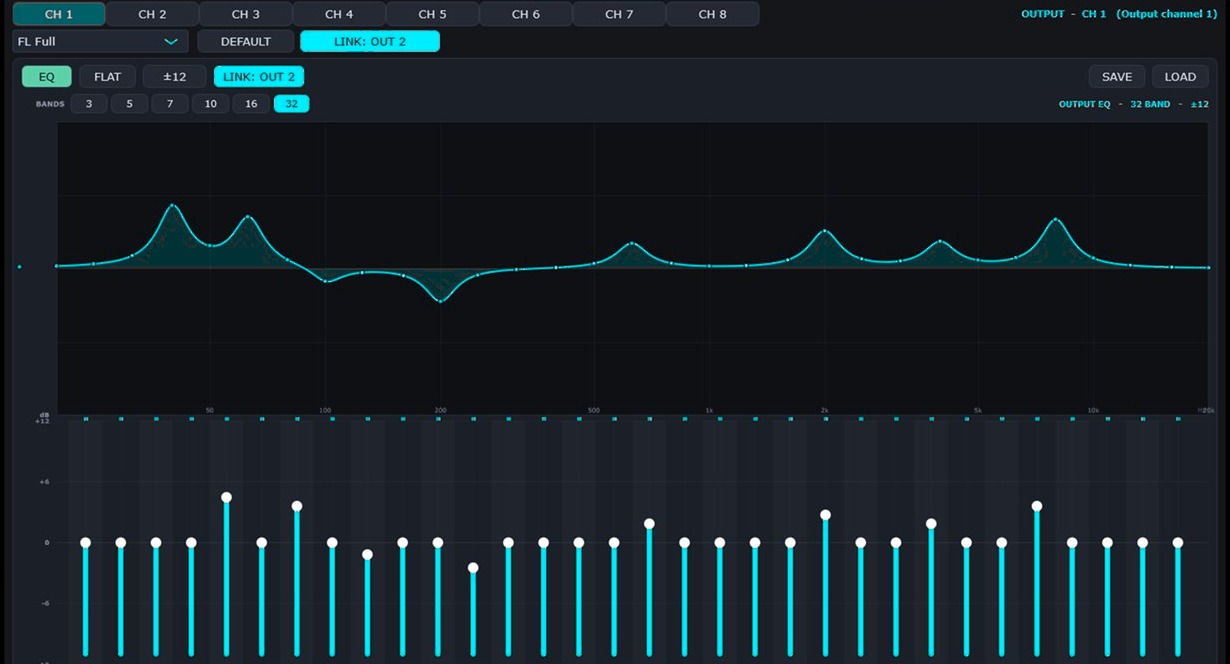 CH 1 CH 2 CH 3 CH 4 CH 5 CH 6 CH 7 CH 8 OUTPUT - CH 1 (Output channel 1)
FL Full DEFAULT LINK: OUT 2
EQ FLAT ±12 LINK: OUT 2 SAVE LOAD
BANDS 3 5 7 10 16 32 OUTPUT EQ - 32 BAND - ±12
50 100 200 500 1k 2k 5k 10k 20k
dB
+12
+6
0
-6